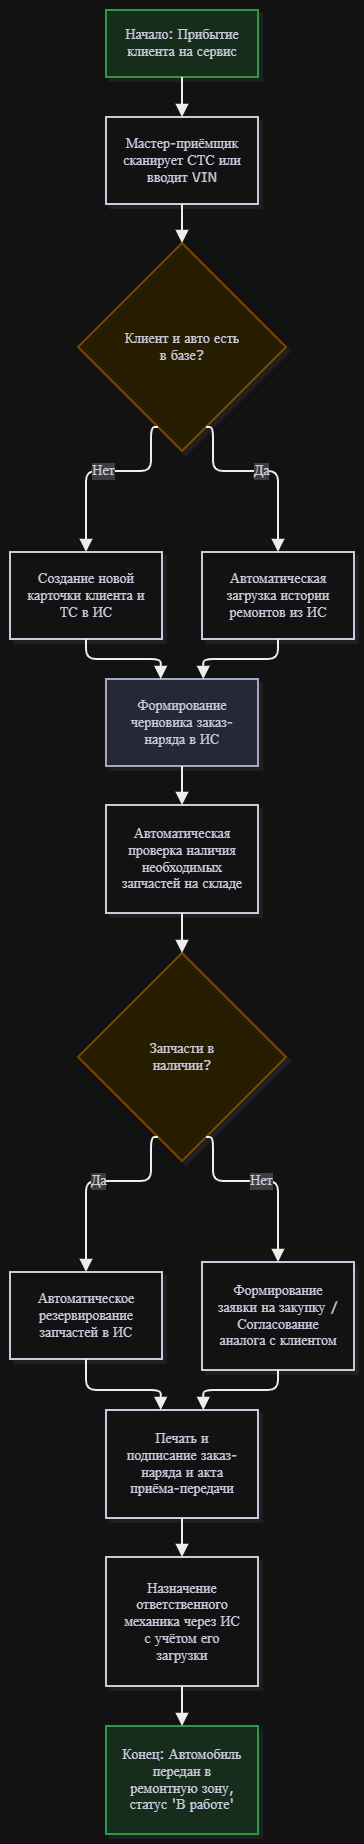 Начало: Прибытие
клиента на сервис
Мастер-приёмщик
сканирует СТС или
вводит VIN
Клиент и авто есть
в базе?
Нет
Да
Создание новой
карточки клиента и
ТС в ИС
Автоматическая
загрузка истории
ремонтов из ИС
Формирование
черновика заказ-
наряда в ИС
Автоматическая
проверка наличия
необходимых
запчастей на складе
Запчасти в
наличии?
Да
Нет
Автоматическое
резервирование
запчастей в ИС
Формирование
заявки на закупку /
Согласование
аналога с клиентом
Печать и
подписание заказ-
наряда и акта
приёма-передачи
Назначение
ответственного
механика через ИС
с учётом его
загрузки
Конец: Автомобиль
передан в
ремонтную зону,
статус 'В работе'